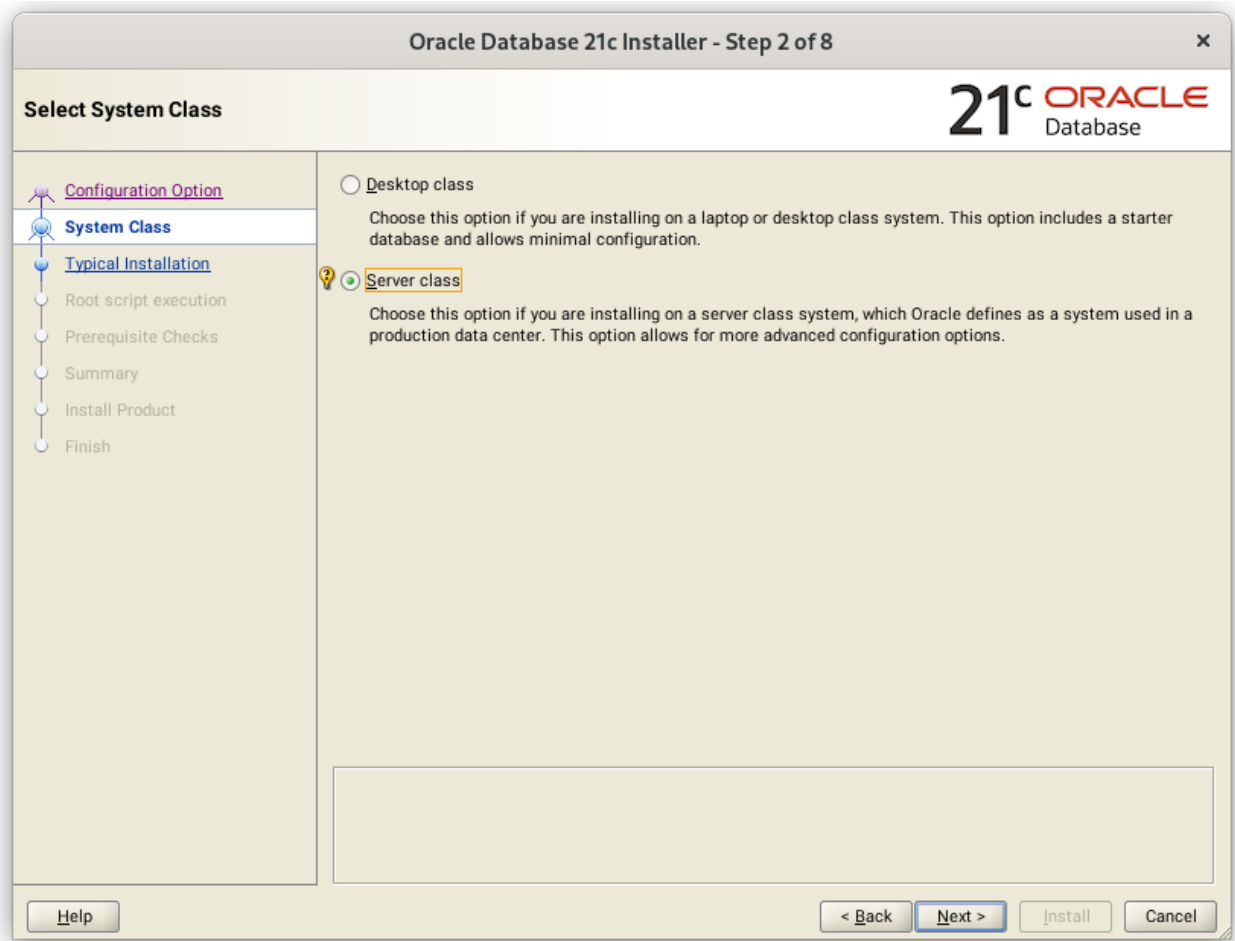 Oracle Database 21c Installer - Step 2 of 8
Select System Class
21c ORACLE
Database
Configuration Option
System Class
Typical Installation
Root script execution
Prerequisite Checks
Summary
Install Product
Finish
Desktop class
Choose this option if you are installing on a laptop or desktop class system. This option includes a starter
database and allows minimal configuration.
Server class
Choose this option if you are installing on a server class system, which Oracle defines as a system used in a
production data center. This option allows for more advanced configuration options.
Help
< Back
Next >
Install
Cancel